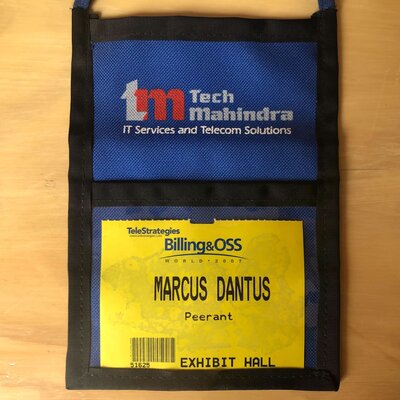 tm Tech
Mahindra
IT Services and Telecom Solutions
TeleStrategies
Billing&OSS
WORLD • 2007
MARCUS DANTUS
Peerant
51625
EXHIBIT HALL